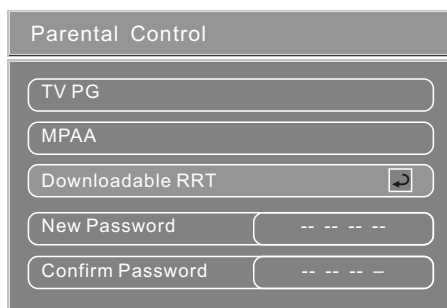 Parental Control
TV PG
MPAA
Downloadable RRT
New Password -- -- -- --
Confirm Password -- -- -- –